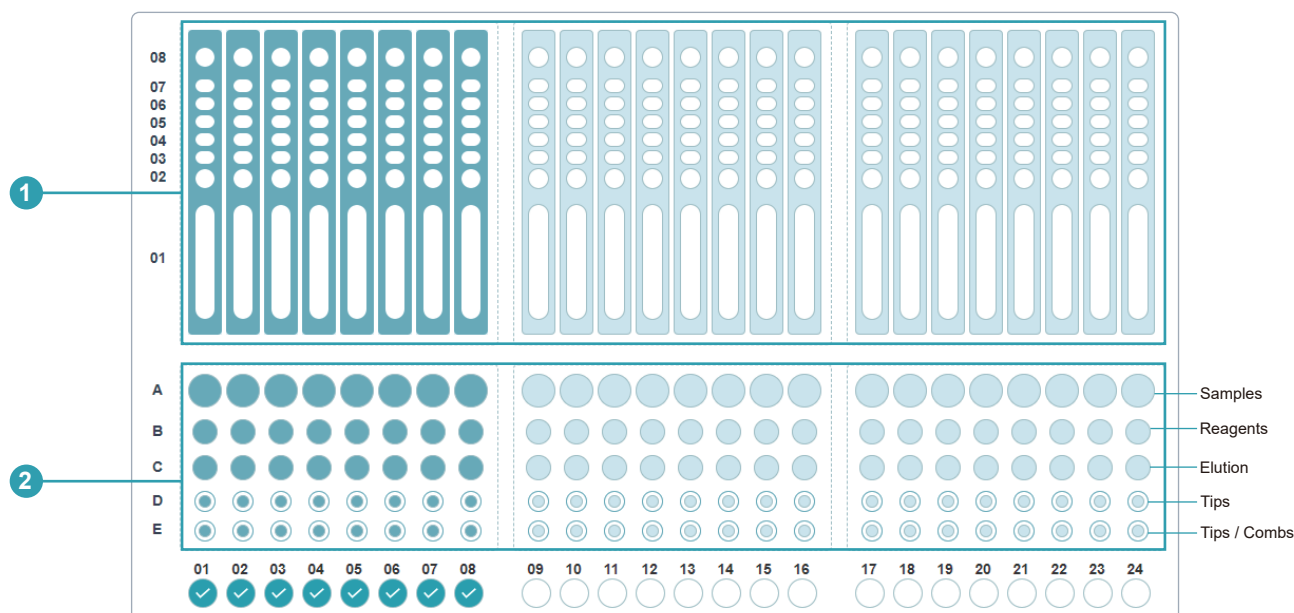 08
07
06
05
04
03
02
1
01
A
Samples
B
Reagents
C
Elution
2
D
Tips
E
Tips / Combs
01 02 03 04 05 06 07 08 09 10 11 12 13 14 15 16 17 18 19 20 21 22 23 24